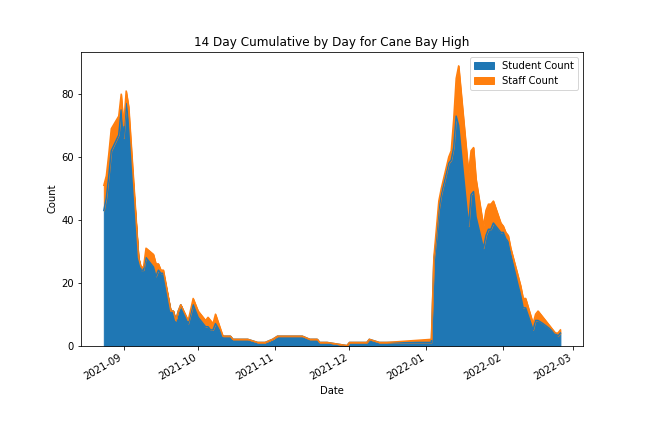 14 Day Cumulative by Day for Cane Bay High
Student Count
Staff Count
Count
80
60
40
20
0
2021-09
2021-10
2021-11
2021-12
2022-01
2022-02
2022-03
Date